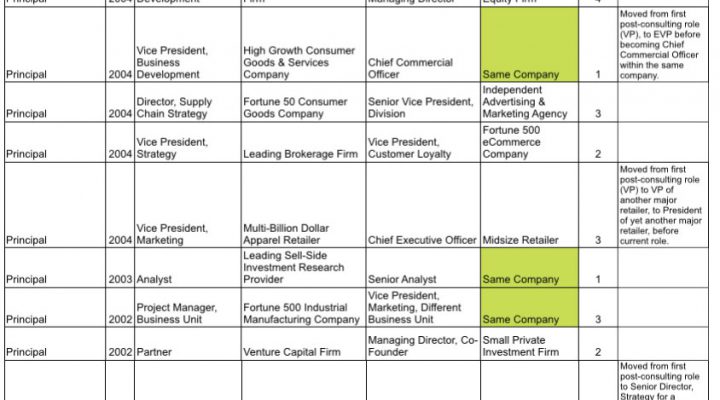 Principal 2004 Development Firm Managing Director Equity Firm
Moved from first
post-consulting role
(VP), to EVP before
becoming Chief
Commercial Officer
within the same
company.
Principal 2004 Vice President,
Business
Development
High Growth Consumer
Goods & Services
Company
Chief Commercial
Officer
Same Company
1
Principal 2004 Director, Supply
Chain Strategy
Fortune 50 Consumer
Goods Company
Senior Vice President,
Division
Independent
Advertising &
Marketing Agency
3
Principal 2004 Vice President,
Strategy
Leading Brokerage Firm
Vice President,
Customer Loyalty
Fortune 500
eCommerce
Company
2
Principal 2004 Vice President,
Marketing
Multi-Billion Dollar
Apparel Retailer
Chief Executive Officer
Midsize Retailer
3
Moved from first
post-consulting role
(VP) to VP of
another major
retailer, to President
of yet another major
retailer, before
current role.
Principal 2003 Analyst
Leading Sell-Side
Investment Research
Provider
Senior Analyst
Same Company
1
Principal 2002 Project Manager,
Business Unit
Fortune 500 Industrial
Manufacturing Company
Vice President,
Marketing, Different
Business Unit
Same Company
3
Principal 2002 Partner
Venture Capital Firm
Managing Director, Co-
Founder
Small Private
Investment Firm
2
Moved from first
post-consulting role
to Senior Director,
Strategy for a